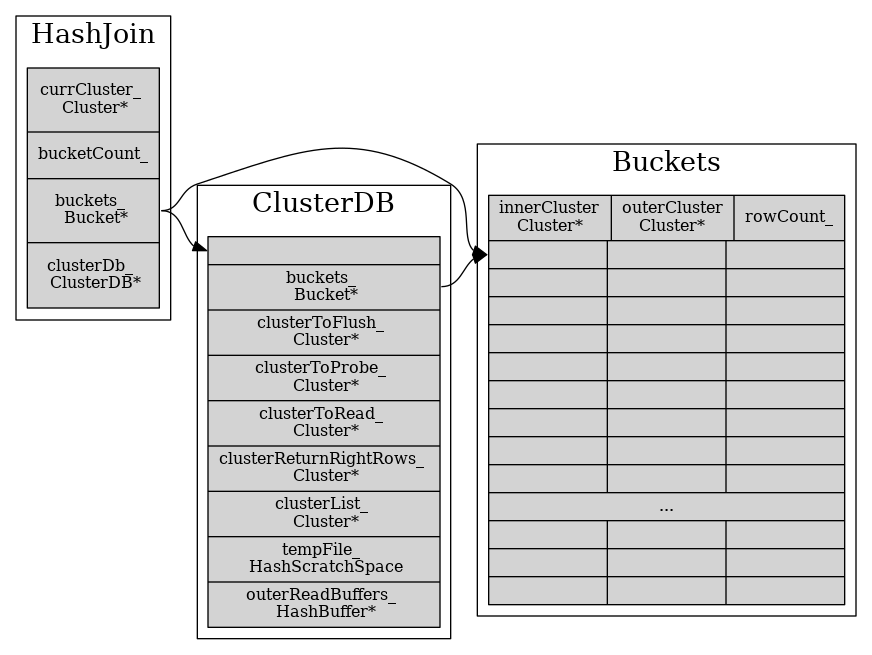 HashJoin
currCluster_
Cluster*
bucketCount_
buckets_
Bucket*
clusterDb_
ClusterDB*
ClusterDB
buckets_
Bucket*
clusterToFlush_
Cluster*
clusterToProbe_
Cluster*
clusterToRead_
Cluster*
clusterReturnRightRows_
Cluster*
clusterList_
Cluster*
tempFile_
HashScratchSpace
outerReadBuffers_
HashBuffer*
Buckets
innerCluster
Cluster*
outerCluster
Cluster*
rowCount_
...